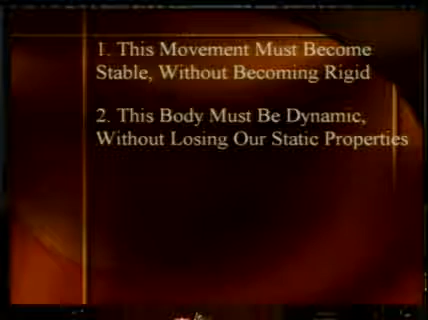 1. This Movement Must Become
Stable, Without Becoming Rigid
2. This Body Must Be Dynamic,
Without Losing Our Static Properties